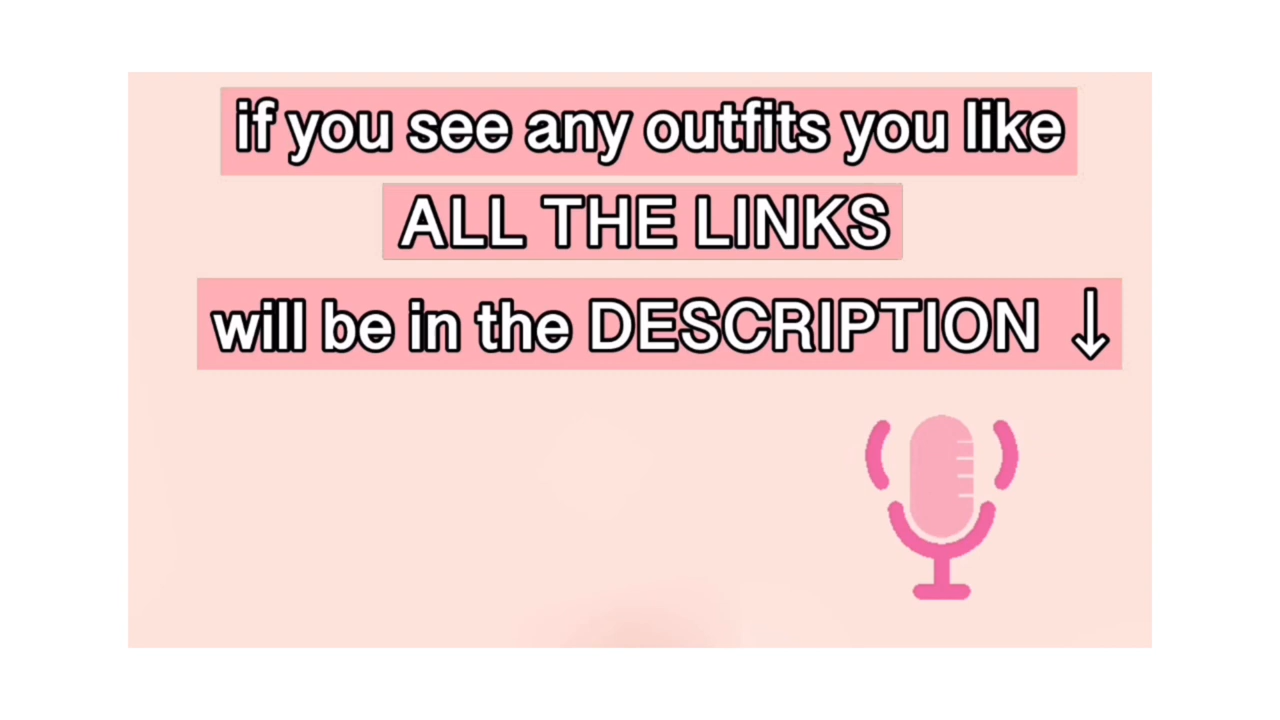 if you see any outfits you like
ALL THE LINKS
will be in the DESCRIPTION ↓